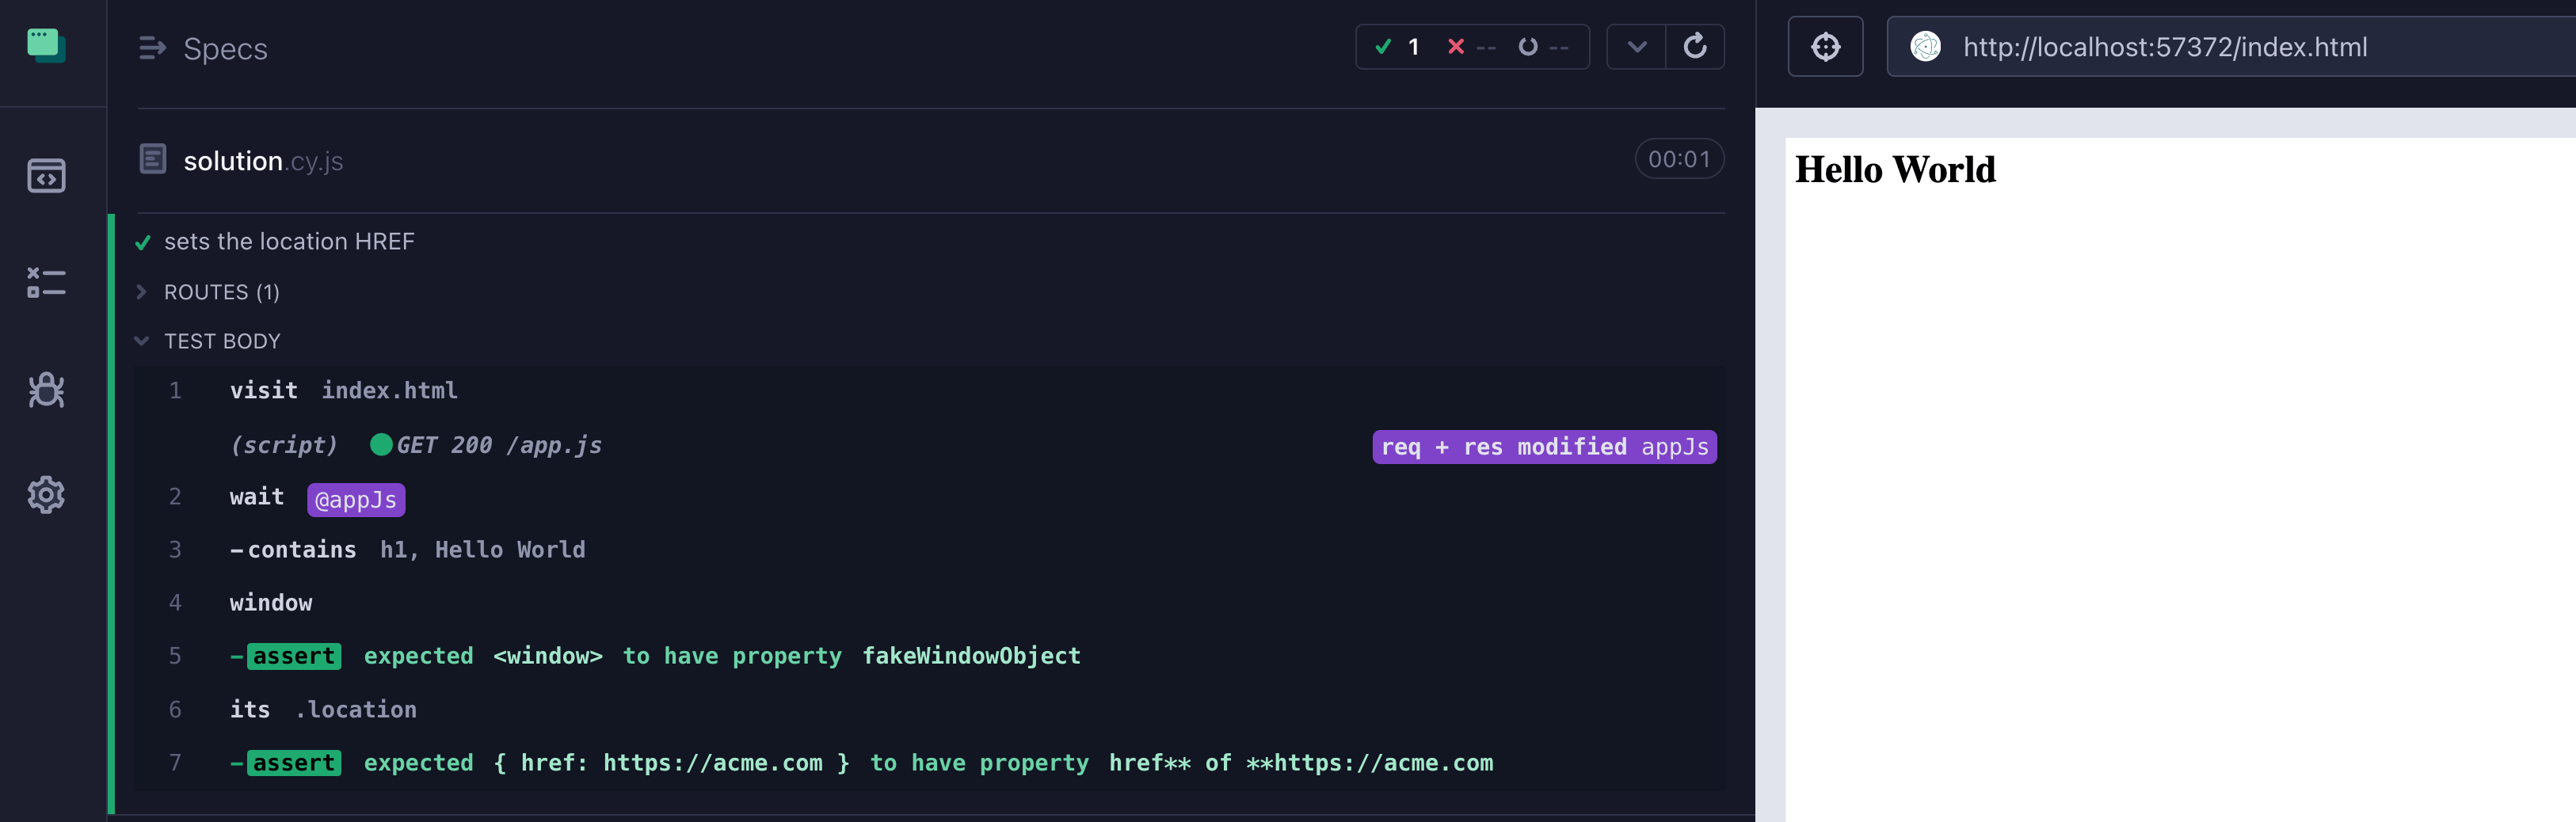 Specs
1 -- --
http://localhost:57372/index.html
solution.cy.js
00:01
Hello World
sets the location HREF
ROUTES (1)
TEST BODY
1 visit index.html
(script) GET 200 /app.js req + res modified appJs
2 wait @appJs
3 -contains h1, Hello World
4 window
5 -assert expected <window> to have property fakeWindowObject
6 its .location
7 -assert expected { href: https://acme.com } to have property href** of **https://acme.com